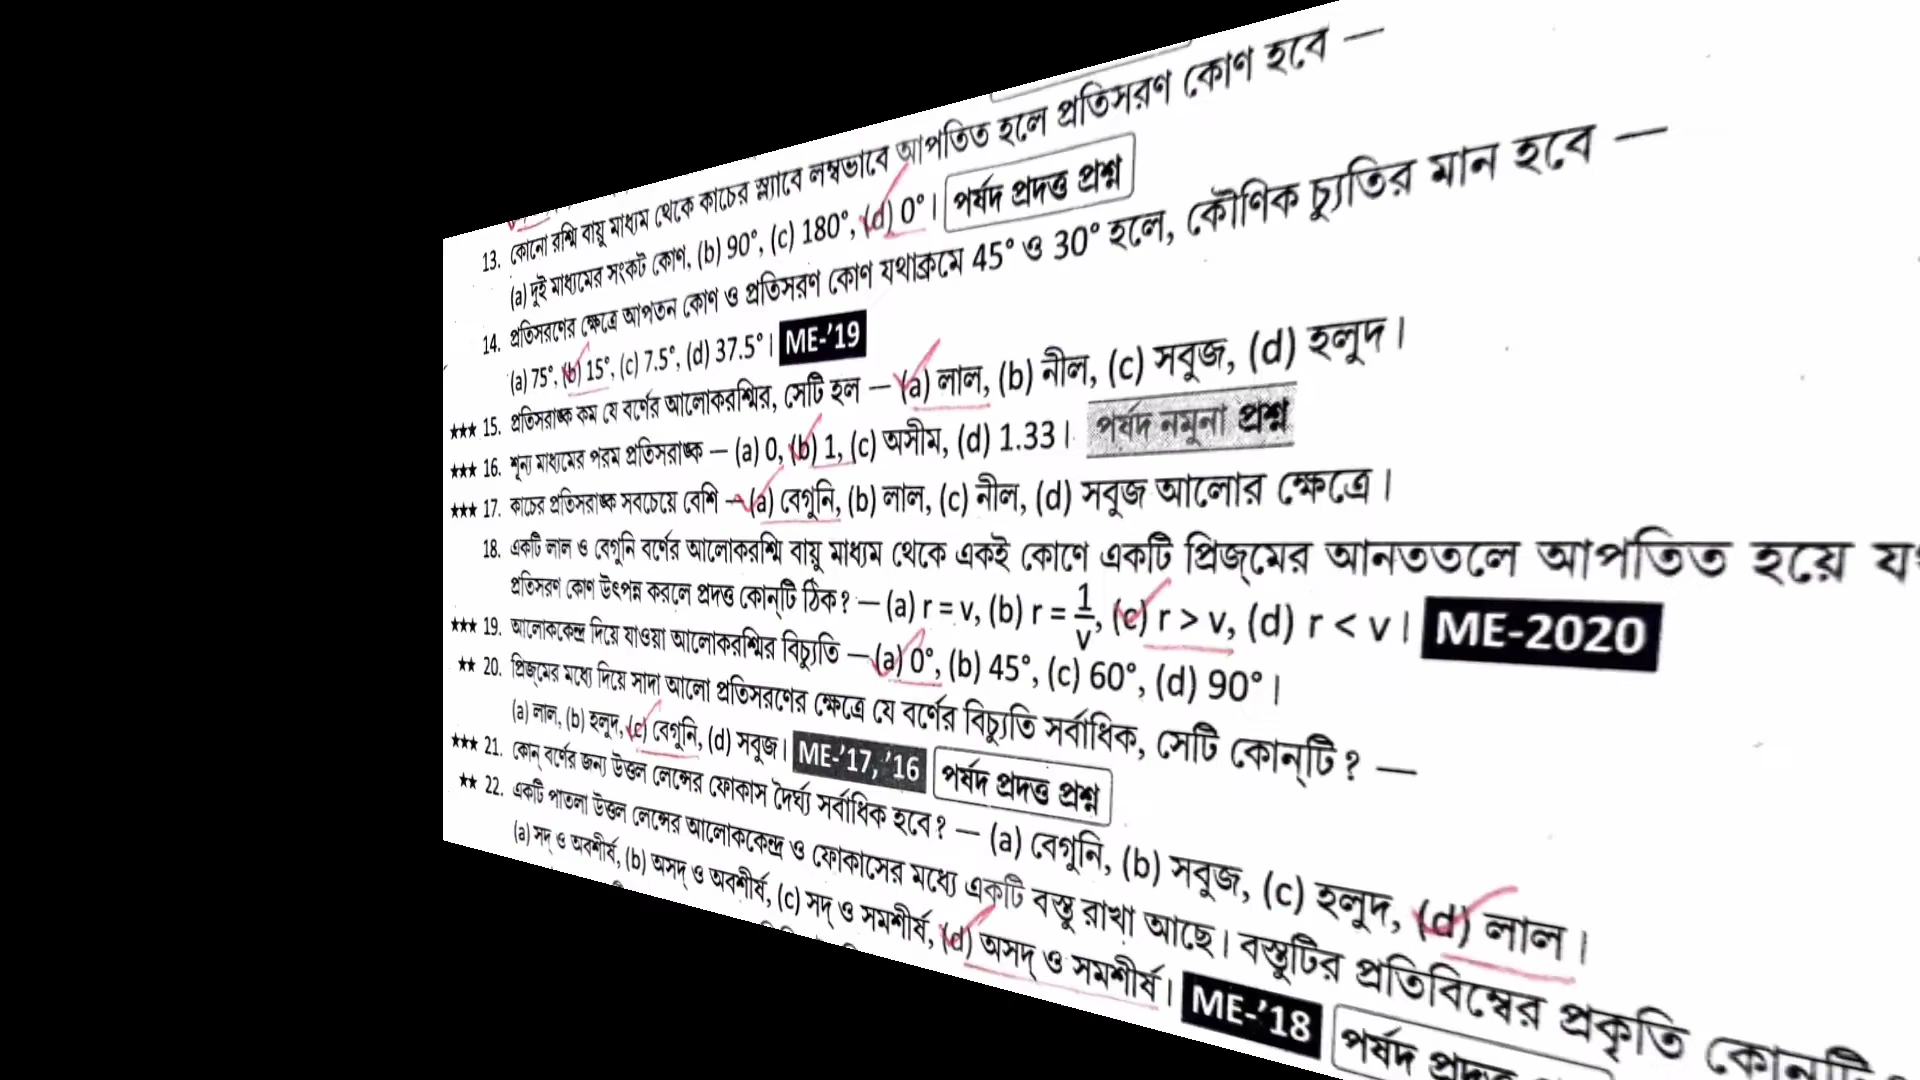 13. কোনো রশ্মি বায়ু মাধ্যম থেকে কাচের স্ল্যাবে লম্বভাবে আপতিত হলে প্রতিসরণ কোণ হবে —
(a) দুই মাধ্যমের সংকট কোণ, (b) 90°, (c) 180°, (d) 0°। পর্ষদ প্রদত্ত প্রশ্ন
14. প্রতিসরণের ক্ষেত্রে আপতন কোণ ও প্রতিসরণ কোণ যথাক্রমে 45° ও 30° হলে, কৌণিক চ্যুতির মান হবে —
(a) 75°, (b) 15°, (c) 7.5°, (d) 37.5°। ME-'19
★★★ 15. প্রতিসরাঙ্ক কম যে বর্ণের আলোকরশ্মির, সেটি হল — (a) লাল, (b) নীল, (c) সবুজ, (d) হলুদ।
★★★ 16. শূন্য মাধ্যমের পরম প্রতিসরাঙ্ক — (a) 0, (b) 1, (c) অসীম, (d) 1.33। পর্ষদ নমুনা প্রশ্ন
★★★ 17. কাচের প্রতিসরাঙ্ক সবচেয়ে বেশি — (a) বেগুনি, (b) লাল, (c) নীল, (d) সবুজ আলোর ক্ষেত্রে।
18. একটি লাল ও বেগুনি বর্ণের আলোকরশ্মি বায়ু মাধ্যম থেকে একই কোণে একটি প্রিজ্‌মের আনততলে আপতিত হয়ে
প্রতিসরণ কোণ উৎপন্ন করলে প্রদত্ত কোন্‌টি ঠিক? — (a) r = v, (b) r = 1/v, (c) r > v, (d) r < v। ME-2020
★★★ 19. আলোককেন্দ্র দিয়ে যাওয়া আলোকরশ্মির বিচ্যুতি — (a) 0°, (b) 45°, (c) 60°, (d) 90°।
★★ 20. প্রিজ্‌মের মধ্যে দিয়ে সাদা আলো প্রতিসরণের ক্ষেত্রে যে বর্ণের বিচ্যুতি সর্বাধিক, সেটি কোন্‌টি? —
(a) লাল, (b) হলুদ, (c) বেগুনি, (d) সবুজ। ME-'17, '16 পর্ষদ প্রদত্ত প্রশ্ন
★★★ 21. কোন্ বর্ণের জন্য উত্তল লেন্সের ফোকাস দৈর্ঘ্য সর্বাধিক হবে? — (a) বেগুনি, (b) সবুজ, (c) হলুদ, (d) লাল।
★★ 22. একটি পাতলা উত্তল লেন্সের আলোককেন্দ্র ও ফোকাসের মধ্যে একটি বস্তু রাখা আছে। বস্তুটির প্রতিবিম্বের প্রকৃতি কোনটি
(a) সদ্ ও অবশীর্ষ, (b) অসদ্ ও অবশীর্ষ, (c) সদ্ ও সমশীর্ষ, (d) অসদ্ ও সমশীর্ষ। ME-'18 পর্ষদ প্রদত্ত